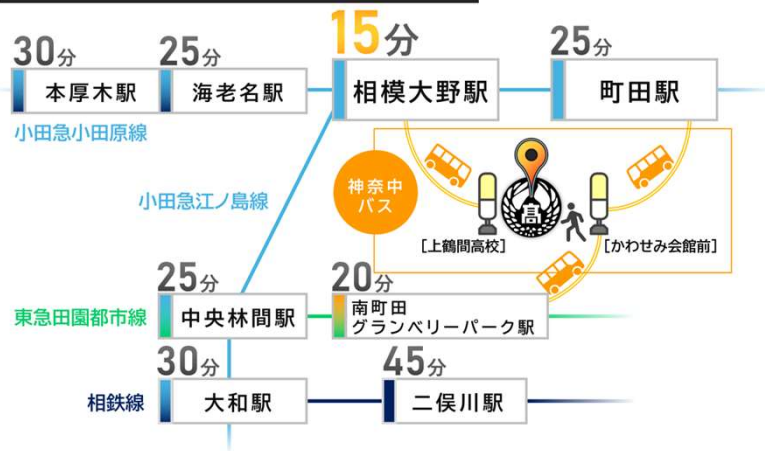 30分
25分
15分
25分
本厚木駅
海老名駅
相模大野駅
町田駅
小田急小田原線
小田急江ノ島線
神奈中
バス
髙
[上鶴間高校]
[かわせみ会館前]
25分
20分
東急田園都市線
中央林間駅
南町田
グランベリーパーク駅
30分
45分
相鉄線
大和駅
二俣川駅